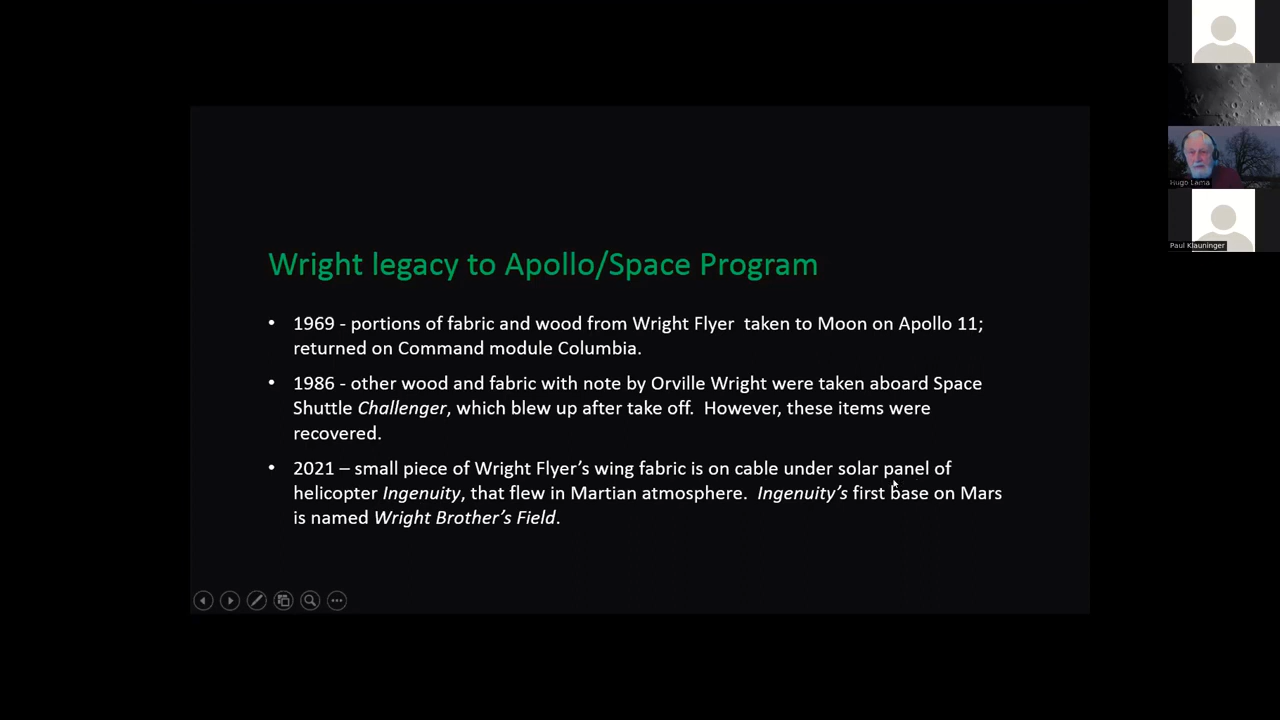 Wright legacy to Apollo/Space Program
• 1969 - portions of fabric and wood from Wright Flyer  taken to Moon on Apollo 11;
returned on Command module Columbia.
• 1986 - other wood and fabric with note by Orville Wright were taken aboard Space
Shuttle Challenger, which blew up after take off.  However, these items were
recovered.
• 2021 – small piece of Wright Flyer’s wing fabric is on cable under solar panel of
helicopter Ingenuity, that flew in Martian atmosphere.  Ingenuity’s first base on Mars
is named Wright Brother’s Field.
Hugo Lama
Paul Klauninger